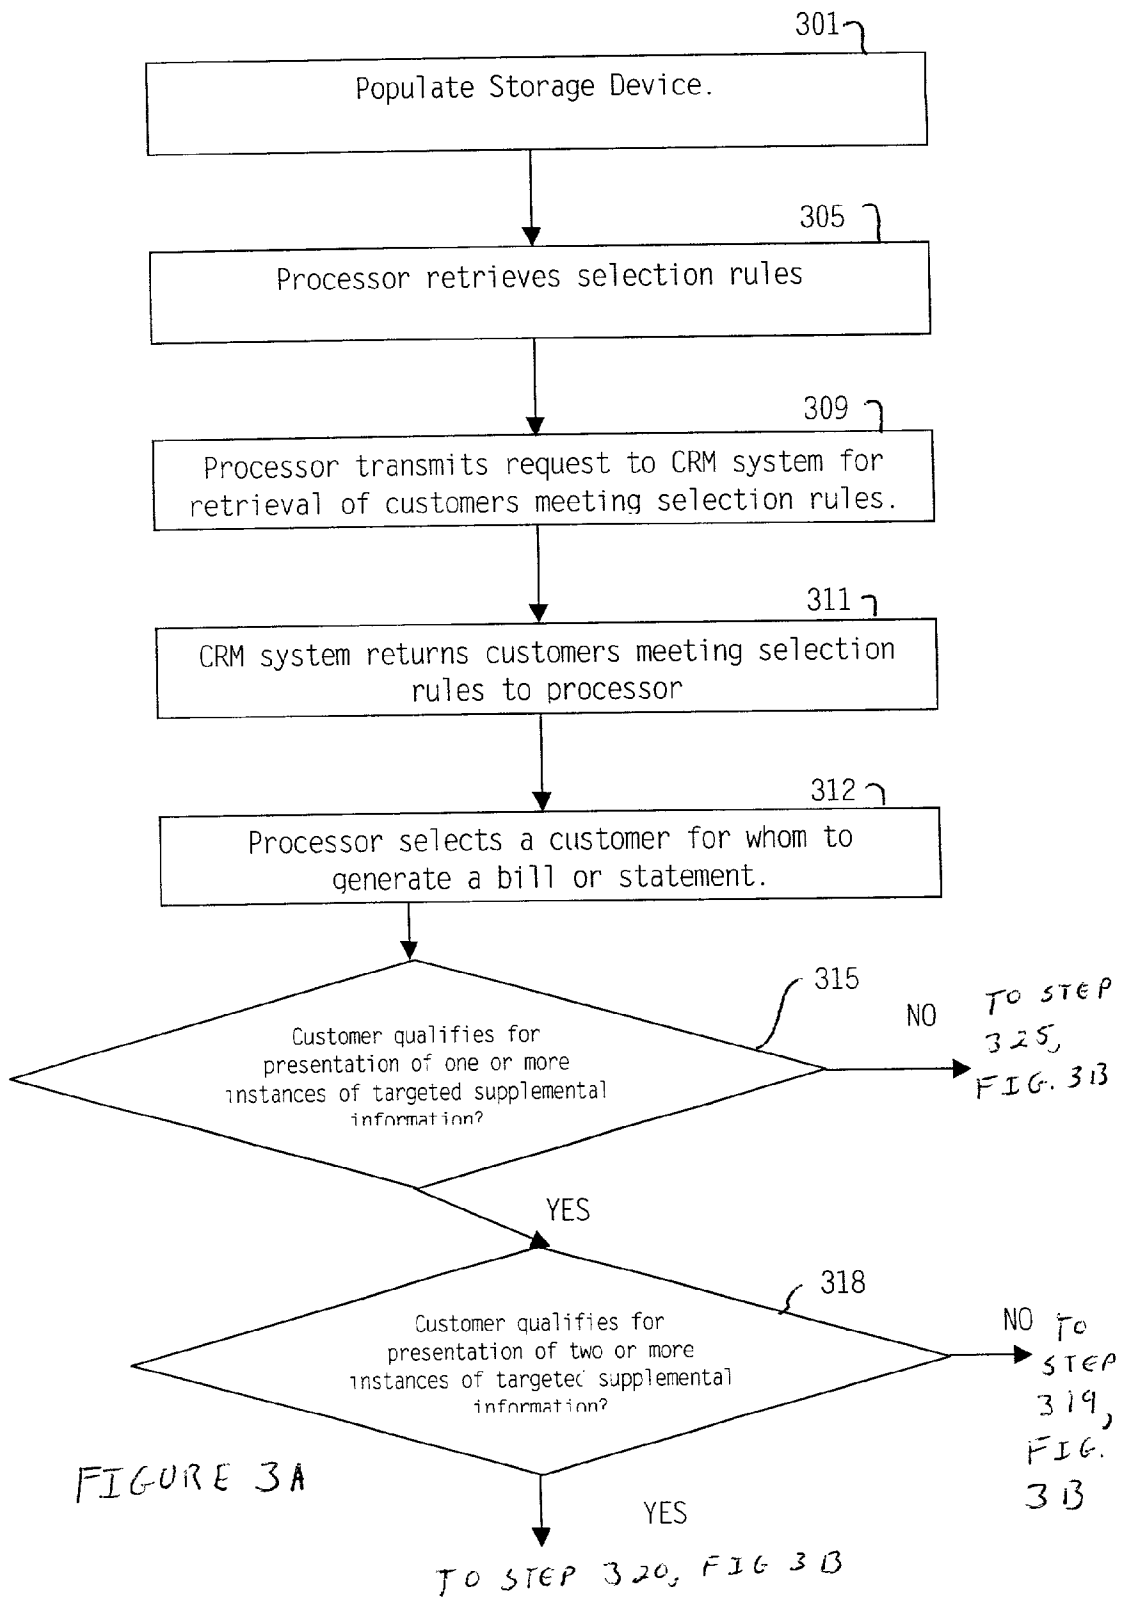 301
Populate Storage Device.
305
Processor retrieves selection rules
309
Processor transmits request to CRM system for
retrieval of customers meeting selection rules.
311
CRM system returns customers meeting selection
rules to processor
312
Processor selects a customer for whom to
generate a bill or statement.
315
Customer qualifies for
presentation of one or more
instances of targeted supplemental
information?
NO
TO STEP
325,
FIG. 3B
YES
318
Customer qualifies for
presentation of two or more
instances of targeted supplemental
information?
NO
TO
STEP
319,
FIG.
3B
FIGURE 3A
YES
TO STEP 320, FIG 3B